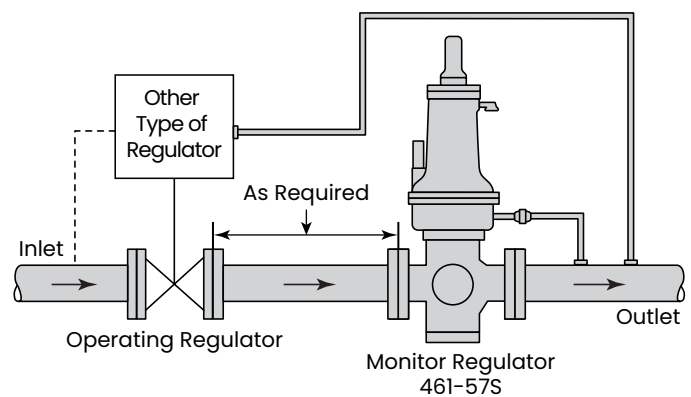 Other
Type of
Regulator
As Required
Inlet
Operating Regulator
Outlet
Monitor Regulator
461-57S